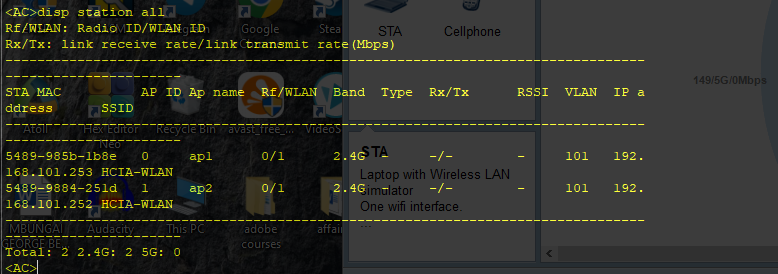 <AC>disp station all
Rf/WLAN: Radio ID/WLAN ID
Rx/Tx: link receive rate/link transmit rate(Mbps)
--------------------------------------------------------------------------------
----------------------
STA MAC          AP ID Ap name  Rf/WLAN  Band  Type  Rx/Tx      RSSI  VLAN  IP a
ddress      SSID
--------------------------------------------------------------------------------
----------------------
5489-985b-1b8e   0     ap1      0/1      2.4G  -     -/-        -     101   192.
168.101.253 HCIA-WLAN
5489-9884-251d   1     ap2      0/1      2.4G  -     -/-        -     101   192.
168.101.252 HCIA-WLAN
--------------------------------------------------------------------------------
----------------------
Total: 2 2.4G: 2 5G: 0
<AC>
STA
Cellphone
149/5G/0Mbps
STA
Laptop with Wireless LAN
simulator
One wifi interface.
...
Google
Stea
Atoll
Hex Editor
Neo
Recycle Bin
avast_free_...
VideoS
MBUNGAI
GEORGE BE...
Audacity
This PC
adobe
courses
affair